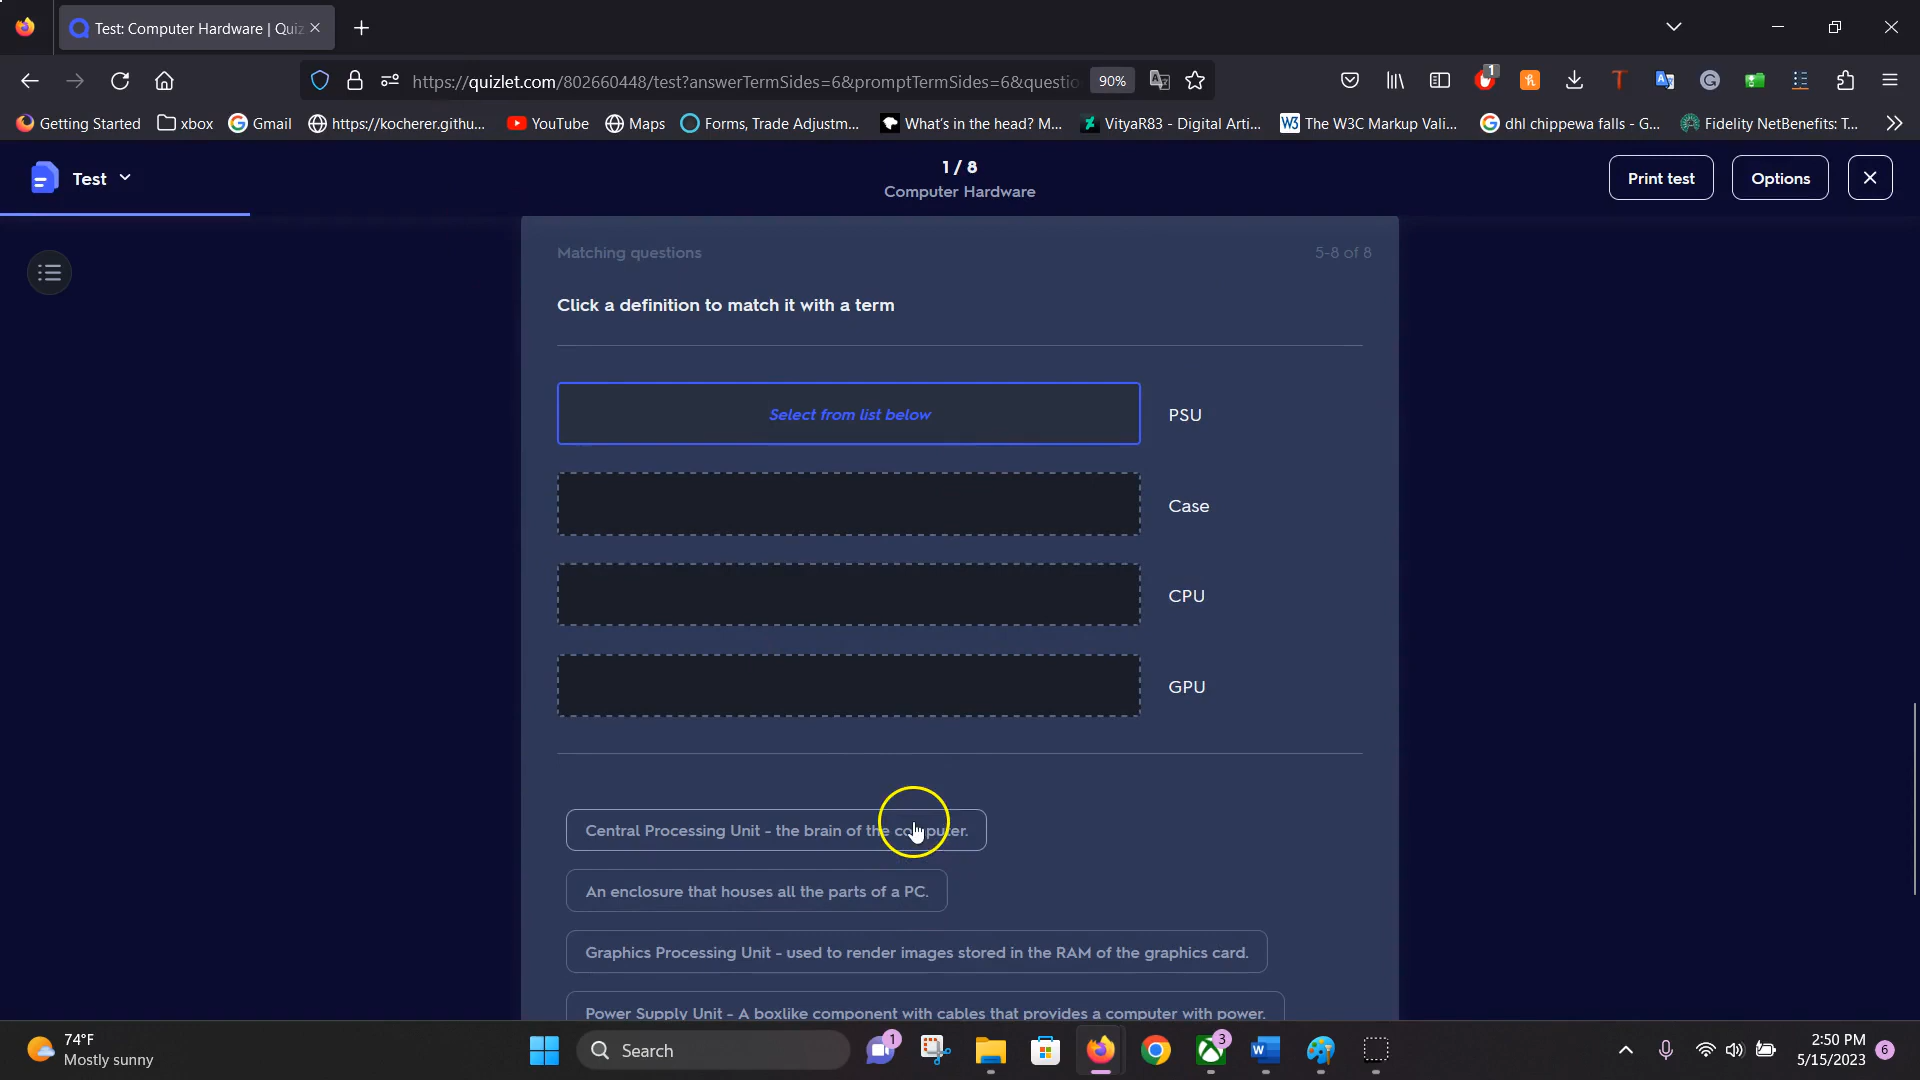 Test: Computer Hardware | Quiz
https://quizlet.com/802660448/test?answerTermSides=6&promptTermSides=6&questio
90%
1
Getting Started
xbox
Gmail
https://kocherer.githu...
YouTube
Maps
Forms, Trade Adjustm...
What's in the head? M...
VityaR83 - Digital Arti...
The W3C Markup Vali...
dhl chippewa falls - G...
Fidelity NetBenefits: T...
Test
1 / 8
Computer Hardware
Print test
Options
Matching questions
5-8 of 8
Click a definition to match it with a term
Select from list below
PSU
Case
CPU
GPU
Central Processing Unit - the brain of the computer.
An enclosure that houses all the parts of a PC.
Graphics Processing Unit - used to render images stored in the RAM of the graphics card.
Power Supply Unit - A boxlike component with cables that provides a computer with power.
74°F
Mostly sunny
Search
1
3
2:50 PM
5/15/2023
6